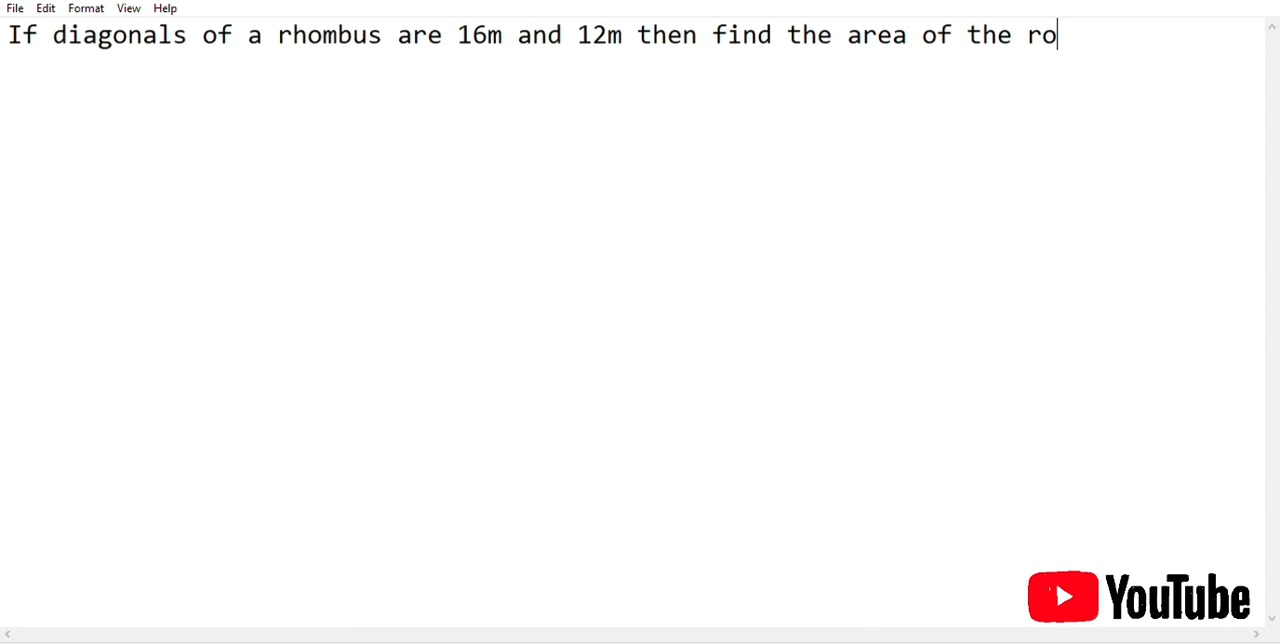 File Edit Format View Help
If diagonals of a rhombus are 16m and 12m then find the area of the ro
YouTube